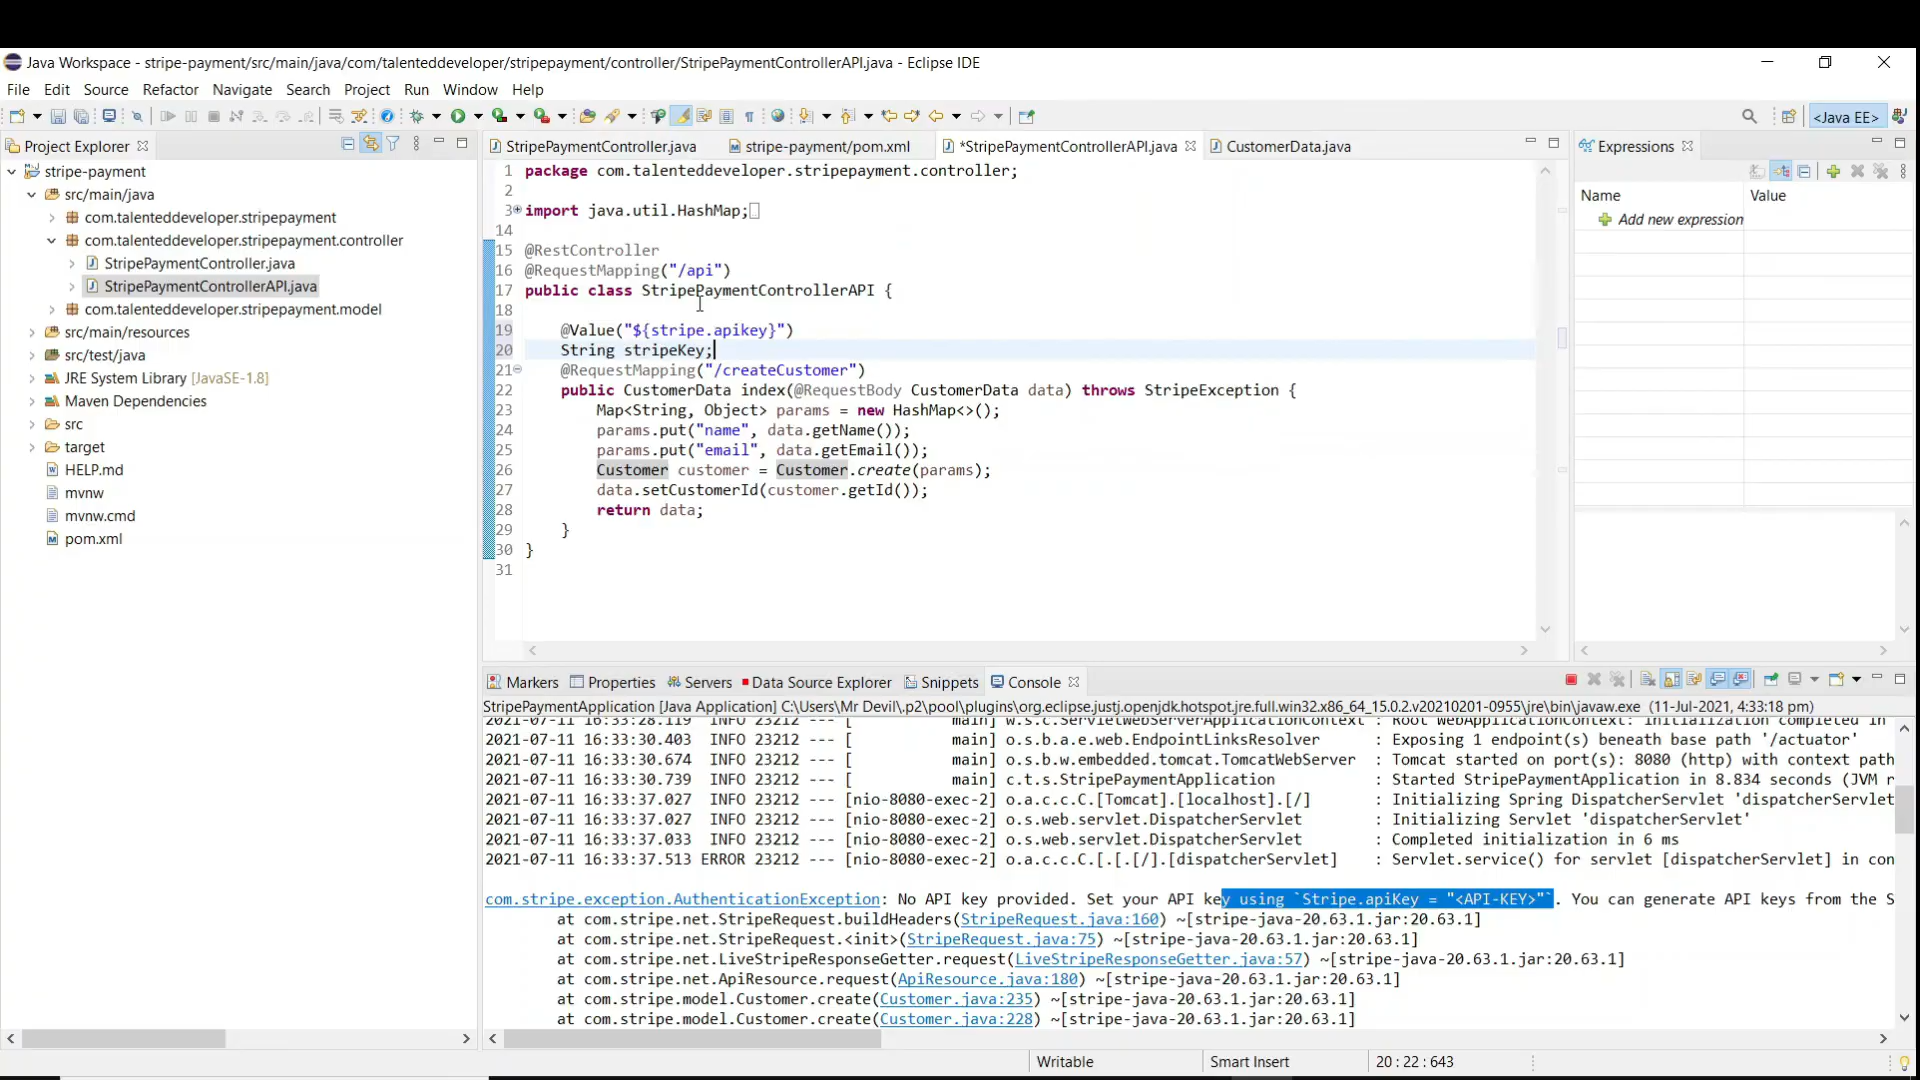 Java Workspace - stripe-payment/src/main/java/com/talenteddeveloper/stripepayment/controller/StripePaymentControllerAPI.java - Eclipse IDE
File Edit Source Refactor Navigate Search Project Run Window Help
<Java EE>
Project Explorer
stripe-payment
src/main/java
com.talenteddeveloper.stripepayment
com.talenteddeveloper.stripepayment.controller
StripePaymentController.java
StripePaymentControllerAPI.java
com.talenteddeveloper.stripepayment.model
src/main/resources
src/test/java
JRE System Library [JavaSE-1.8]
Maven Dependencies
src
target
HELP.md
mvnw
mvnw.cmd
pom.xml
StripePaymentController.java stripe-payment/pom.xml *StripePaymentControllerAPI.java CustomerData.java
1 package com.talenteddeveloper.stripepayment.controller;
2
3 import java.util.HashMap;
14
15 @RestController
16 @RequestMapping("/api")
17 public class StripePaymentControllerAPI {
18
19 @Value("${stripe.apikey}")
20 String stripeKey;
21 @RequestMapping("/createCustomer")
22 public CustomerData index(@RequestBody CustomerData data) throws StripeException {
23 Map<String, Object> params = new HashMap<>();
24 params.put("name", data.getName());
25 params.put("email", data.getEmail());
26 Customer customer = Customer.create(params);
27 data.setCustomerId(customer.getId());
28 return data;
29 }
30 }
31
Expressions
Name Value
Add new expression
Markers Properties Servers Data Source Explorer Snippets Console
StripePaymentApplication [Java Application] C:\Users\Mr Devil\.p2\pool\plugins\org.eclipse.justj.openjdk.hotspot.jre.full.win32.x86_64_15.0.2.v20210201-0955\jre\bin\javaw.exe (11-Jul-2021, 4:33:18 pm)
2021-07-11 16:33:28.119 INFO 23212 --- [ main] w.s.c.ServletWebServerApplicationContext : Root WebApplicationContext: initialization completed in
2021-07-11 16:33:30.403 INFO 23212 --- [ main] o.s.b.a.e.web.EndpointLinksResolver : Exposing 1 endpoint(s) beneath base path '/actuator'
2021-07-11 16:33:30.674 INFO 23212 --- [ main] o.s.b.w.embedded.tomcat.TomcatWebServer : Tomcat started on port(s): 8080 (http) with context path
2021-07-11 16:33:30.739 INFO 23212 --- [ main] c.t.s.StripePaymentApplication : Started StripePaymentApplication in 8.834 seconds (JVM r
2021-07-11 16:33:37.027 INFO 23212 --- [nio-8080-exec-2] o.a.c.c.C.[Tomcat].[localhost].[/] : Initializing Spring DispatcherServlet 'dispatcherServlet
2021-07-11 16:33:37.027 INFO 23212 --- [nio-8080-exec-2] o.s.web.servlet.DispatcherServlet : Initializing Servlet 'dispatcherServlet'
2021-07-11 16:33:37.033 INFO 23212 --- [nio-8080-exec-2] o.s.web.servlet.DispatcherServlet : Completed initialization in 6 ms
2021-07-11 16:33:37.513 ERROR 23212 --- [nio-8080-exec-2] o.a.c.c.C.[.[.[/].[dispatcherServlet] : Servlet.service() for servlet [dispatcherServlet] in con
com.stripe.exception.AuthenticationException: No API key provided. Set your API key using `Stripe.apiKey = "<API-KEY>"`. You can generate API keys from the S
at com.stripe.net.StripeRequest.buildHeaders(StripeRequest.java:160) ~[stripe-java-20.63.1.jar:20.63.1]
at com.stripe.net.StripeRequest.<init>(StripeRequest.java:75) ~[stripe-java-20.63.1.jar:20.63.1]
at com.stripe.net.LiveStripeResponseGetter.request(LiveStripeResponseGetter.java:57) ~[stripe-java-20.63.1.jar:20.63.1]
at com.stripe.net.ApiResource.request(ApiResource.java:180) ~[stripe-java-20.63.1.jar:20.63.1]
at com.stripe.model.Customer.create(Customer.java:235) ~[stripe-java-20.63.1.jar:20.63.1]
at com.stripe.model.Customer.create(Customer.java:228) ~[stripe-java-20.63.1.jar:20.63.1]
Writable Smart Insert 20 : 22 : 643